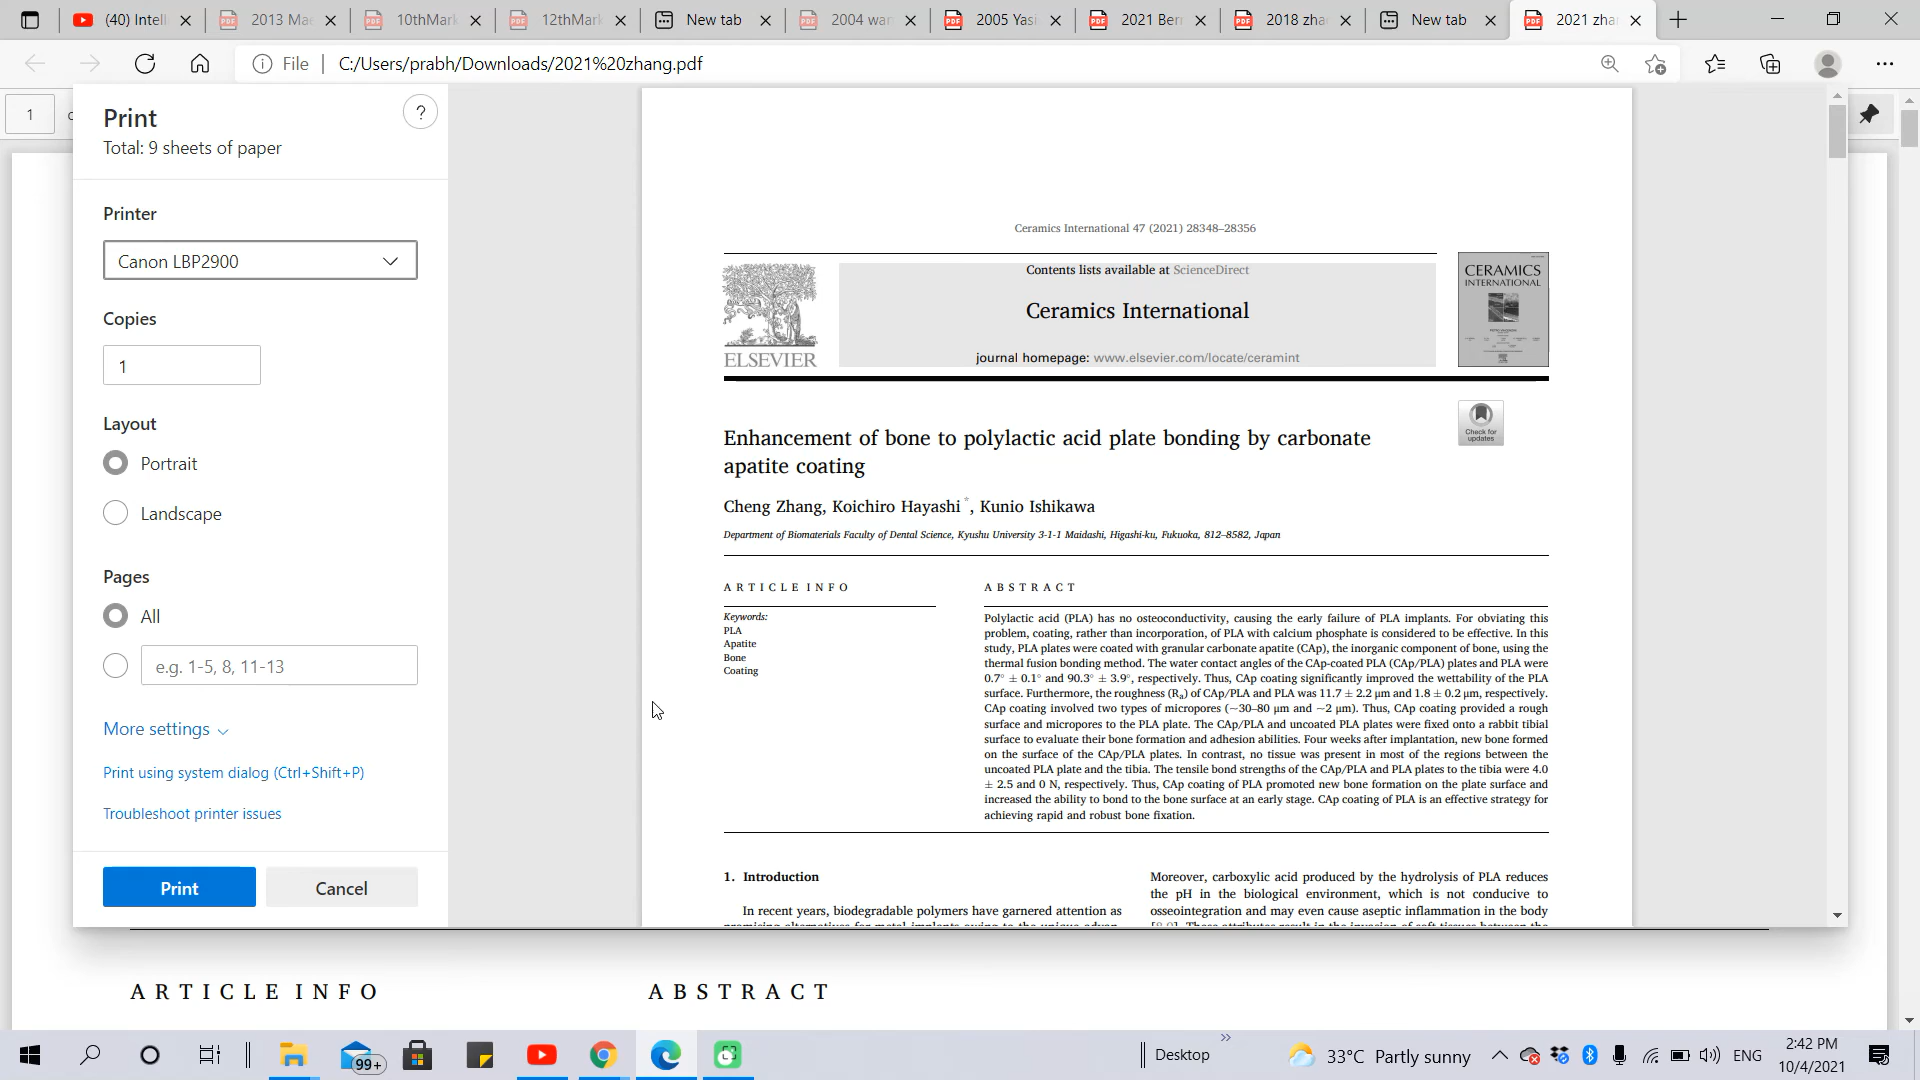 (40) Intelli
2013 Mae
10thMark
12thMark
New tab
2004 wan
2005 Yasi
2021 Ber
2018 zha
New tab
2021 zha
File
C:/Users/prabh/Downloads/2021%20zhang.pdf
1
Print
?
Total: 9 sheets of paper
Printer
Canon LBP2900
Copies
1
Layout
Portrait
Landscape
Pages
All
e.g. 1-5, 8, 11-13
More settings
Print using system dialog (Ctrl+Shift+P)
Troubleshoot printer issues
Print
Cancel
Ceramics International 47 (2021) 28348–28356
Contents lists available at ScienceDirect
Ceramics International
journal homepage: www.elsevier.com/locate/ceramint
ELSEVIER
CERAMICS
INTERNATIONAL
Check for
updates
Enhancement of bone to polylactic acid plate bonding by carbonate
apatite coating
Cheng Zhang, Koichiro Hayashi*, Kunio Ishikawa
Department of Biomaterials Faculty of Dental Science, Kyushu University 3-1-1 Maidashi, Higashi-ku, Fukuoka, 812–8582, Japan
ARTICLE INFO
Keywords:
PLA
Apatite
Bone
Coating
ABSTRACT
Polylactic acid (PLA) has no osteoconductivity, causing the early failure of PLA implants. For obviating this
problem, coating, rather than incorporation, of PLA with calcium phosphate is considered to be effective. In this
study, PLA plates were coated with granular carbonate apatite (CAp), the inorganic component of bone, using the
thermal fusion bonding method. The water contact angles of the CAp-coated PLA (CAp/PLA) plates and PLA were
0.7° ± 0.1° and 90.3° ± 3.9°, respectively. Thus, CAp coating significantly improved the wettability of the PLA
surface. Furthermore, the roughness (Ra) of CAp/PLA and PLA was 11.7 ± 2.2 μm and 1.8 ± 0.2 μm, respectively.
CAp coating involved two types of micropores (~30–80 μm and ~2 μm). Thus, CAp coating provided a rough
surface and micropores to the PLA plate. The CAp/PLA and uncoated PLA plates were fixed onto a rabbit tibial
surface to evaluate their bone formation and adhesion abilities. Four weeks after implantation, new bone formed
on the surface of the CAp/PLA plates. In contrast, no tissue was present in most of the regions between the
uncoated PLA plate and the tibia. The tensile bond strengths of the CAp/PLA and PLA plates to the tibia were 4.0
± 2.5 and 0 N, respectively. Thus, CAp coating of PLA promoted new bone formation on the plate surface and
increased the ability to bond to the bone surface at an early stage. CAp coating of PLA is an effective strategy for
achieving rapid and robust bone fixation.
1. Introduction
In recent years, biodegradable polymers have garnered attention as
Moreover, carboxylic acid produced by the hydrolysis of PLA reduces
the pH in the biological environment, which is not conducive to
osseointegration and may even cause aseptic inflammation in the body
ARTICLE INFO
ABSTRACT
99+
Desktop
33°C Partly sunny
ENG
2:42 PM
10/4/2021